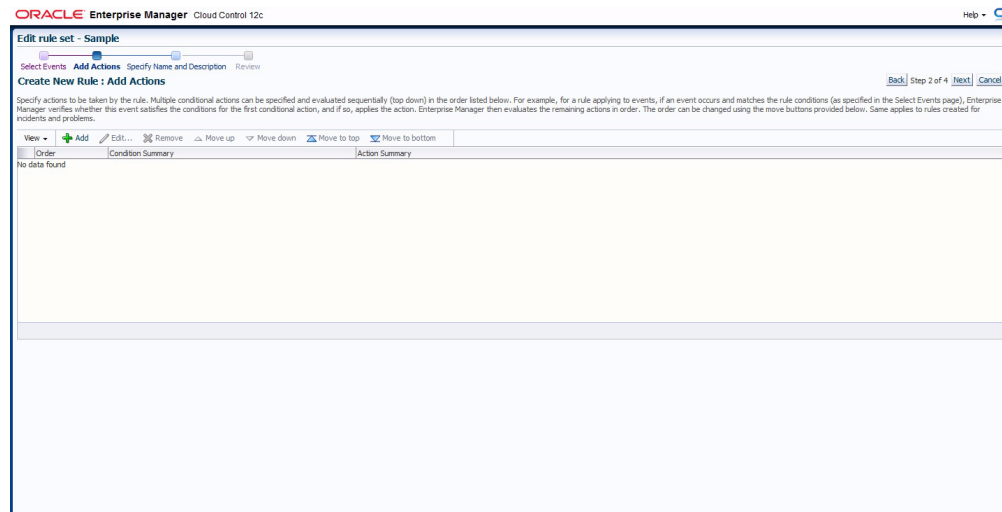 ORACLE Enterprise Manager Cloud Control 12c Help
Edit rule set - Sample
Select Events Add Actions Specify Name and Description Review
Create New Rule : Add Actions Back Step 2 of 4 Next Cancel
Specify actions to be taken by the rule. Multiple conditional actions can be specified and evaluated sequentially (top down) in the order listed below. For example, for a rule applying to events, if an event occurs and matches the rule conditions (as specified in the Select Events page), Enterprise
Manager verifies whether this event satisfies the conditions for the first conditional action, and if so, applies the action. Enterprise Manager then evaluates the remaining actions in order. The order can be changed using the move buttons provided below. Same applies to rules created for
incidents and problems.
View Add Edit... Remove Move up Move down Move to top Move to bottom
Order Condition Summary Action Summary
No data found